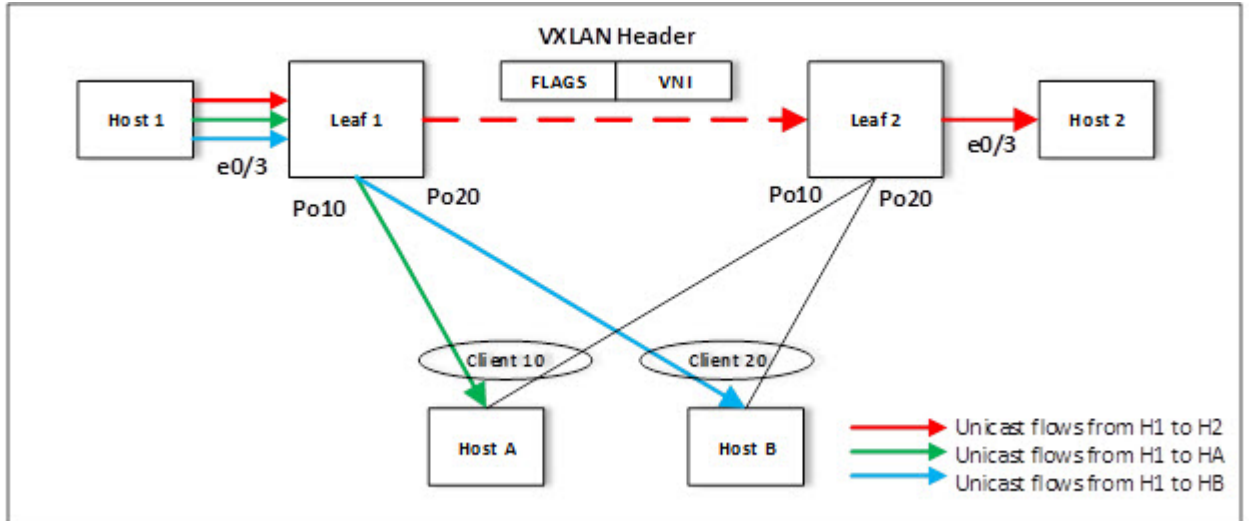 VXLAN Header
FLAGS VNI
Host 1
Leaf 1
Leaf 2
Host 2
e0/3
e0/3
Po10
Po20
Po10
Po20
Client 10
Client 20
Host A
Host B
Unicast flows from H1 to H2
Unicast flows from H1 to HA
Unicast flows from H1 to HB